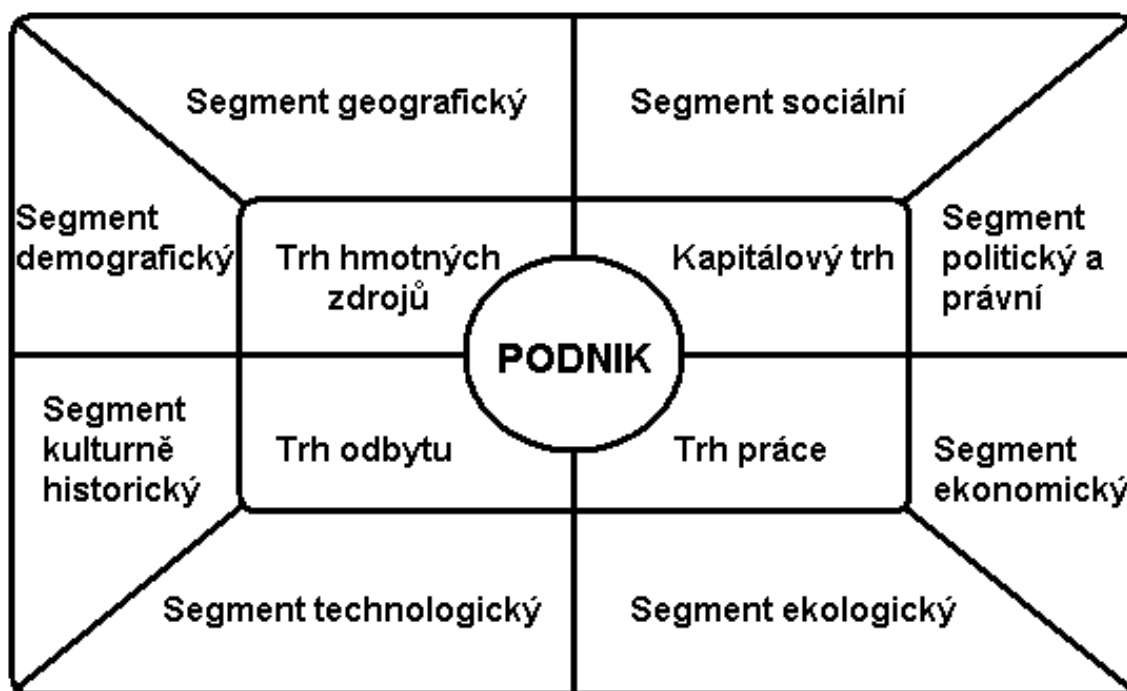 Segment geografický
Segment sociální
Segment
demografický
Trh hmotných
zdrojů
Kapitálový trh
Segment
politický a
právní
PODNIK
Segment
kulturně
historický
Trh odbytu
Trh práce
Segment
ekonomický
Segment technologický
Segment ekologický